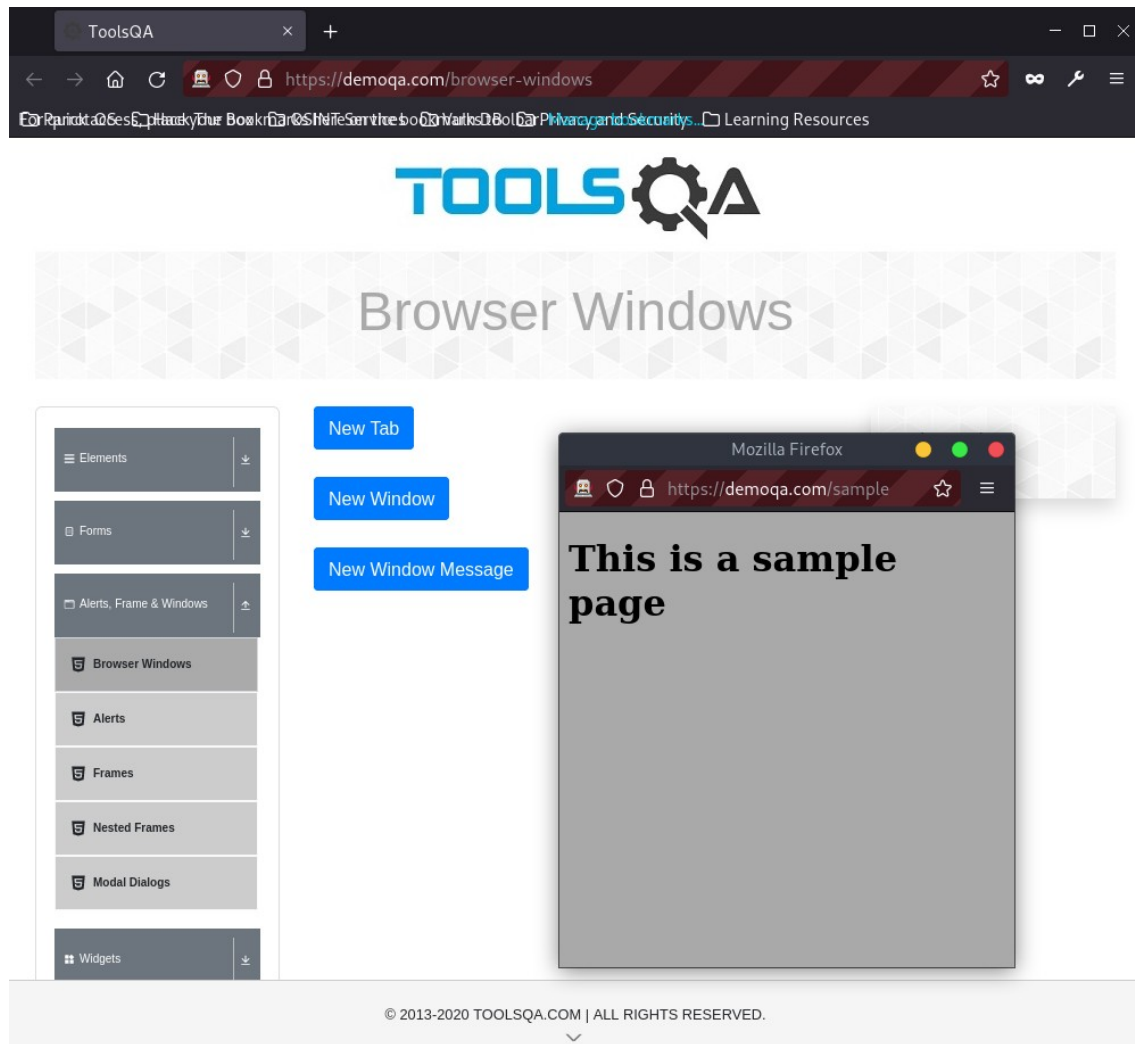 ToolsQA
https://demoqa.com/browser-windows
Learning Resources
TOOLSQA
Browser Windows
Elements
Forms
Alerts, Frame & Windows
Browser Windows
Alerts
Frames
Nested Frames
Modal Dialogs
Widgets
New Tab
New Window
New Window Message
Mozilla Firefox
https://demoqa.com/sample
This is a sample
page
© 2013-2020 TOOLSQA.COM | ALL RIGHTS RESERVED.